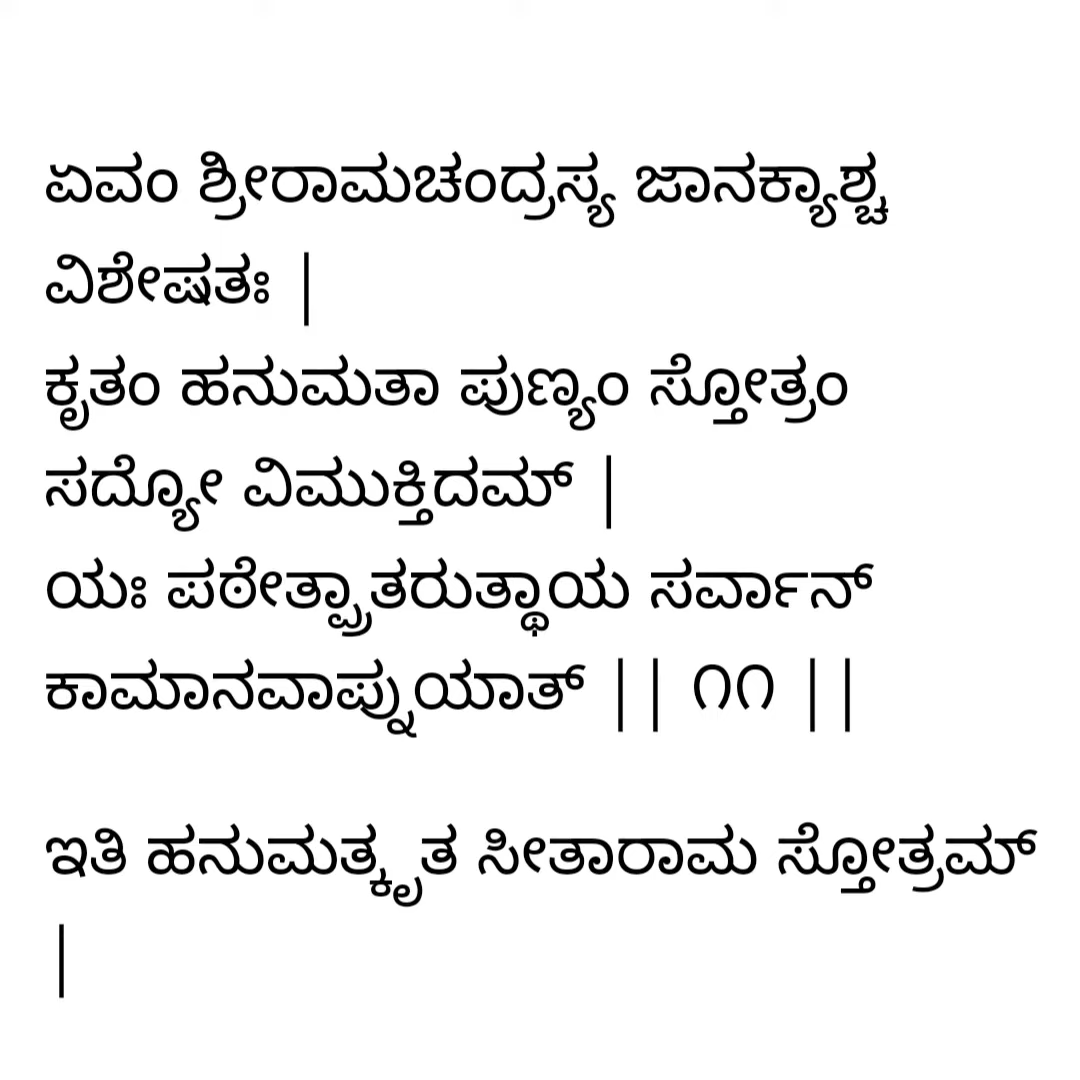 ಏವಂ ಶ್ರೀರಾಮಚಂದ್ರಸ್ಯ ಜಾನಕ್ಯಾಶ್ಚ
ವಿಶೇಷತಃ |
ಕೃತಂ ಹನುಮತಾ ಪುಣ್ಯಂ ಸ್ತೋತ್ರಂ
ಸದ್ಯೋ ವಿಮುಕ್ತಿದಮ್ |
ಯಃ ಪಠೇತ್ಪ್ರಾತರುತ್ಥಾಯ ಸರ್ವಾನ್
ಕಾಮಾನವಾಪ್ನುಯಾತ್ || ೧೧ ||
ಇತಿ ಹನುಮತ್ಕೃತ ಸೀತಾರಾಮ ಸ್ತೋತ್ರಮ್
|